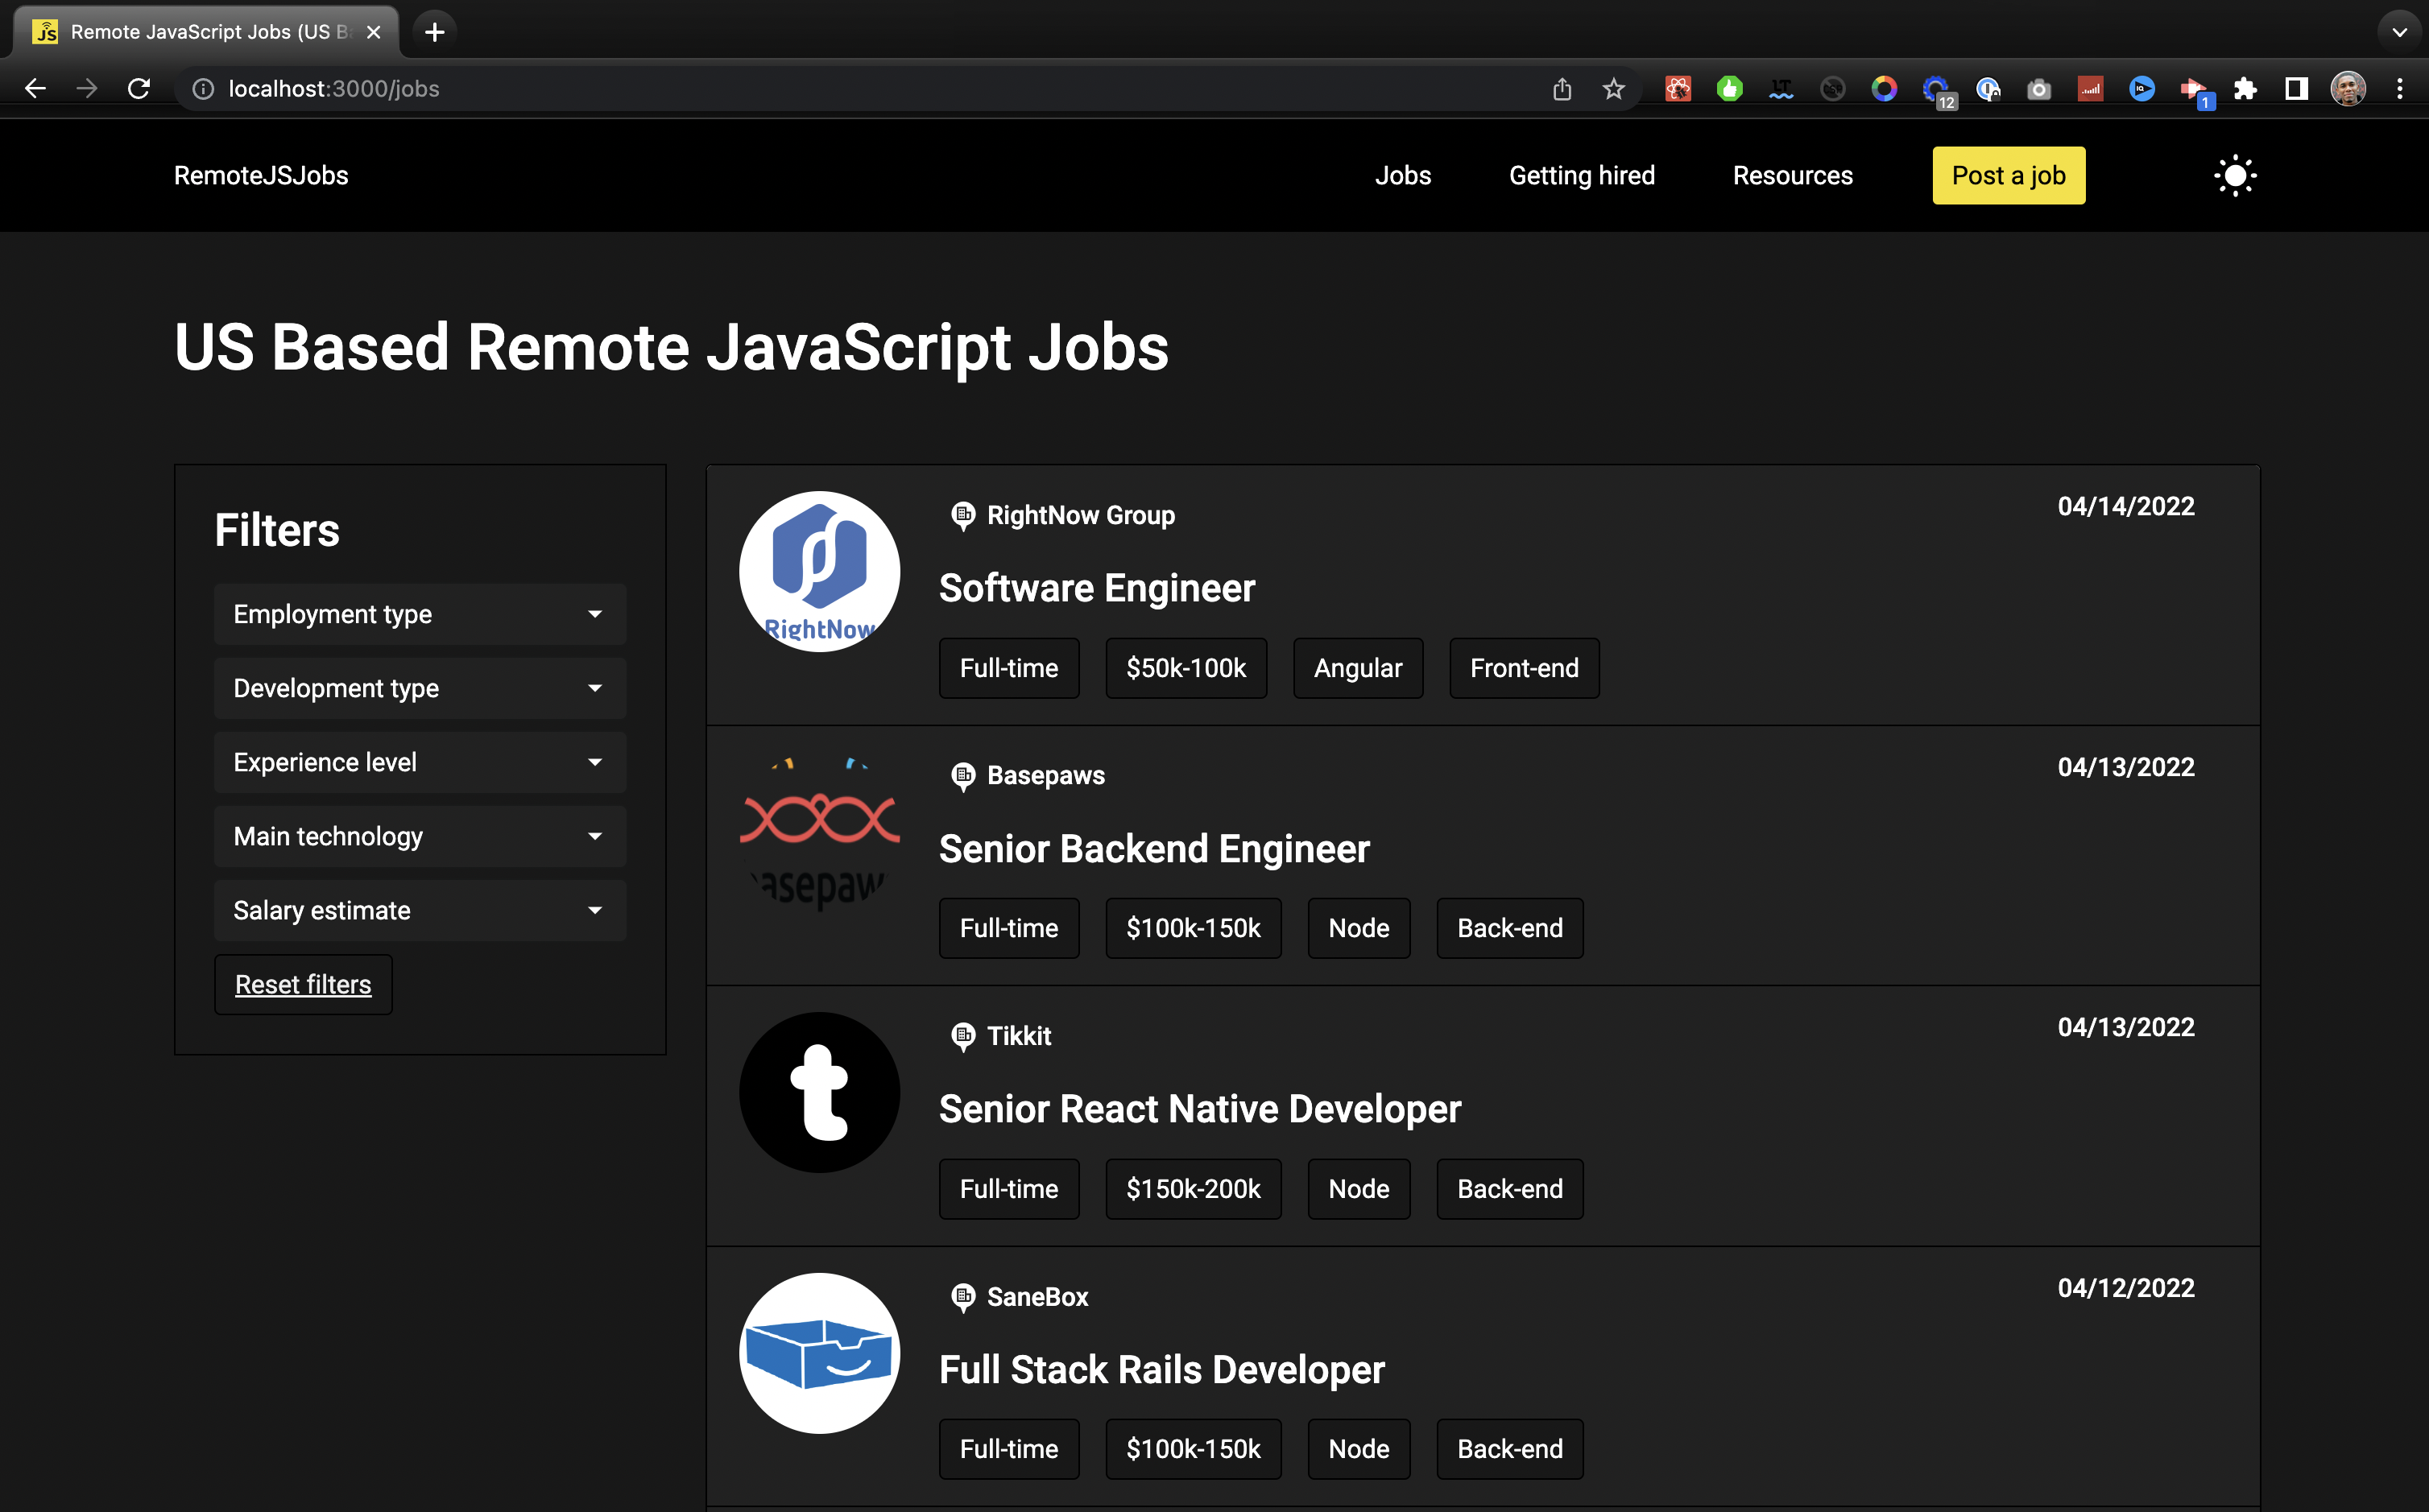 Remote JavaScript Jobs (US B
localhost:3000/jobs
12
1
RemoteJSJobs
Jobs
Getting hired
Resources
Post a job
US Based Remote JavaScript Jobs
Filters
Employment type
Development type
Experience level
Main technology
Salary estimate
Reset filters
RightNow
RightNow Group
04/14/2022
Software Engineer
Full-time
$50k-100k
Angular
Front-end
asepaw
Basepaws
04/13/2022
Senior Backend Engineer
Full-time
$100k-150k
Node
Back-end
t
Tikkit
04/13/2022
Senior React Native Developer
Full-time
$150k-200k
Node
Back-end
SaneBox
04/12/2022
Full Stack Rails Developer
Full-time
$100k-150k
Node
Back-end